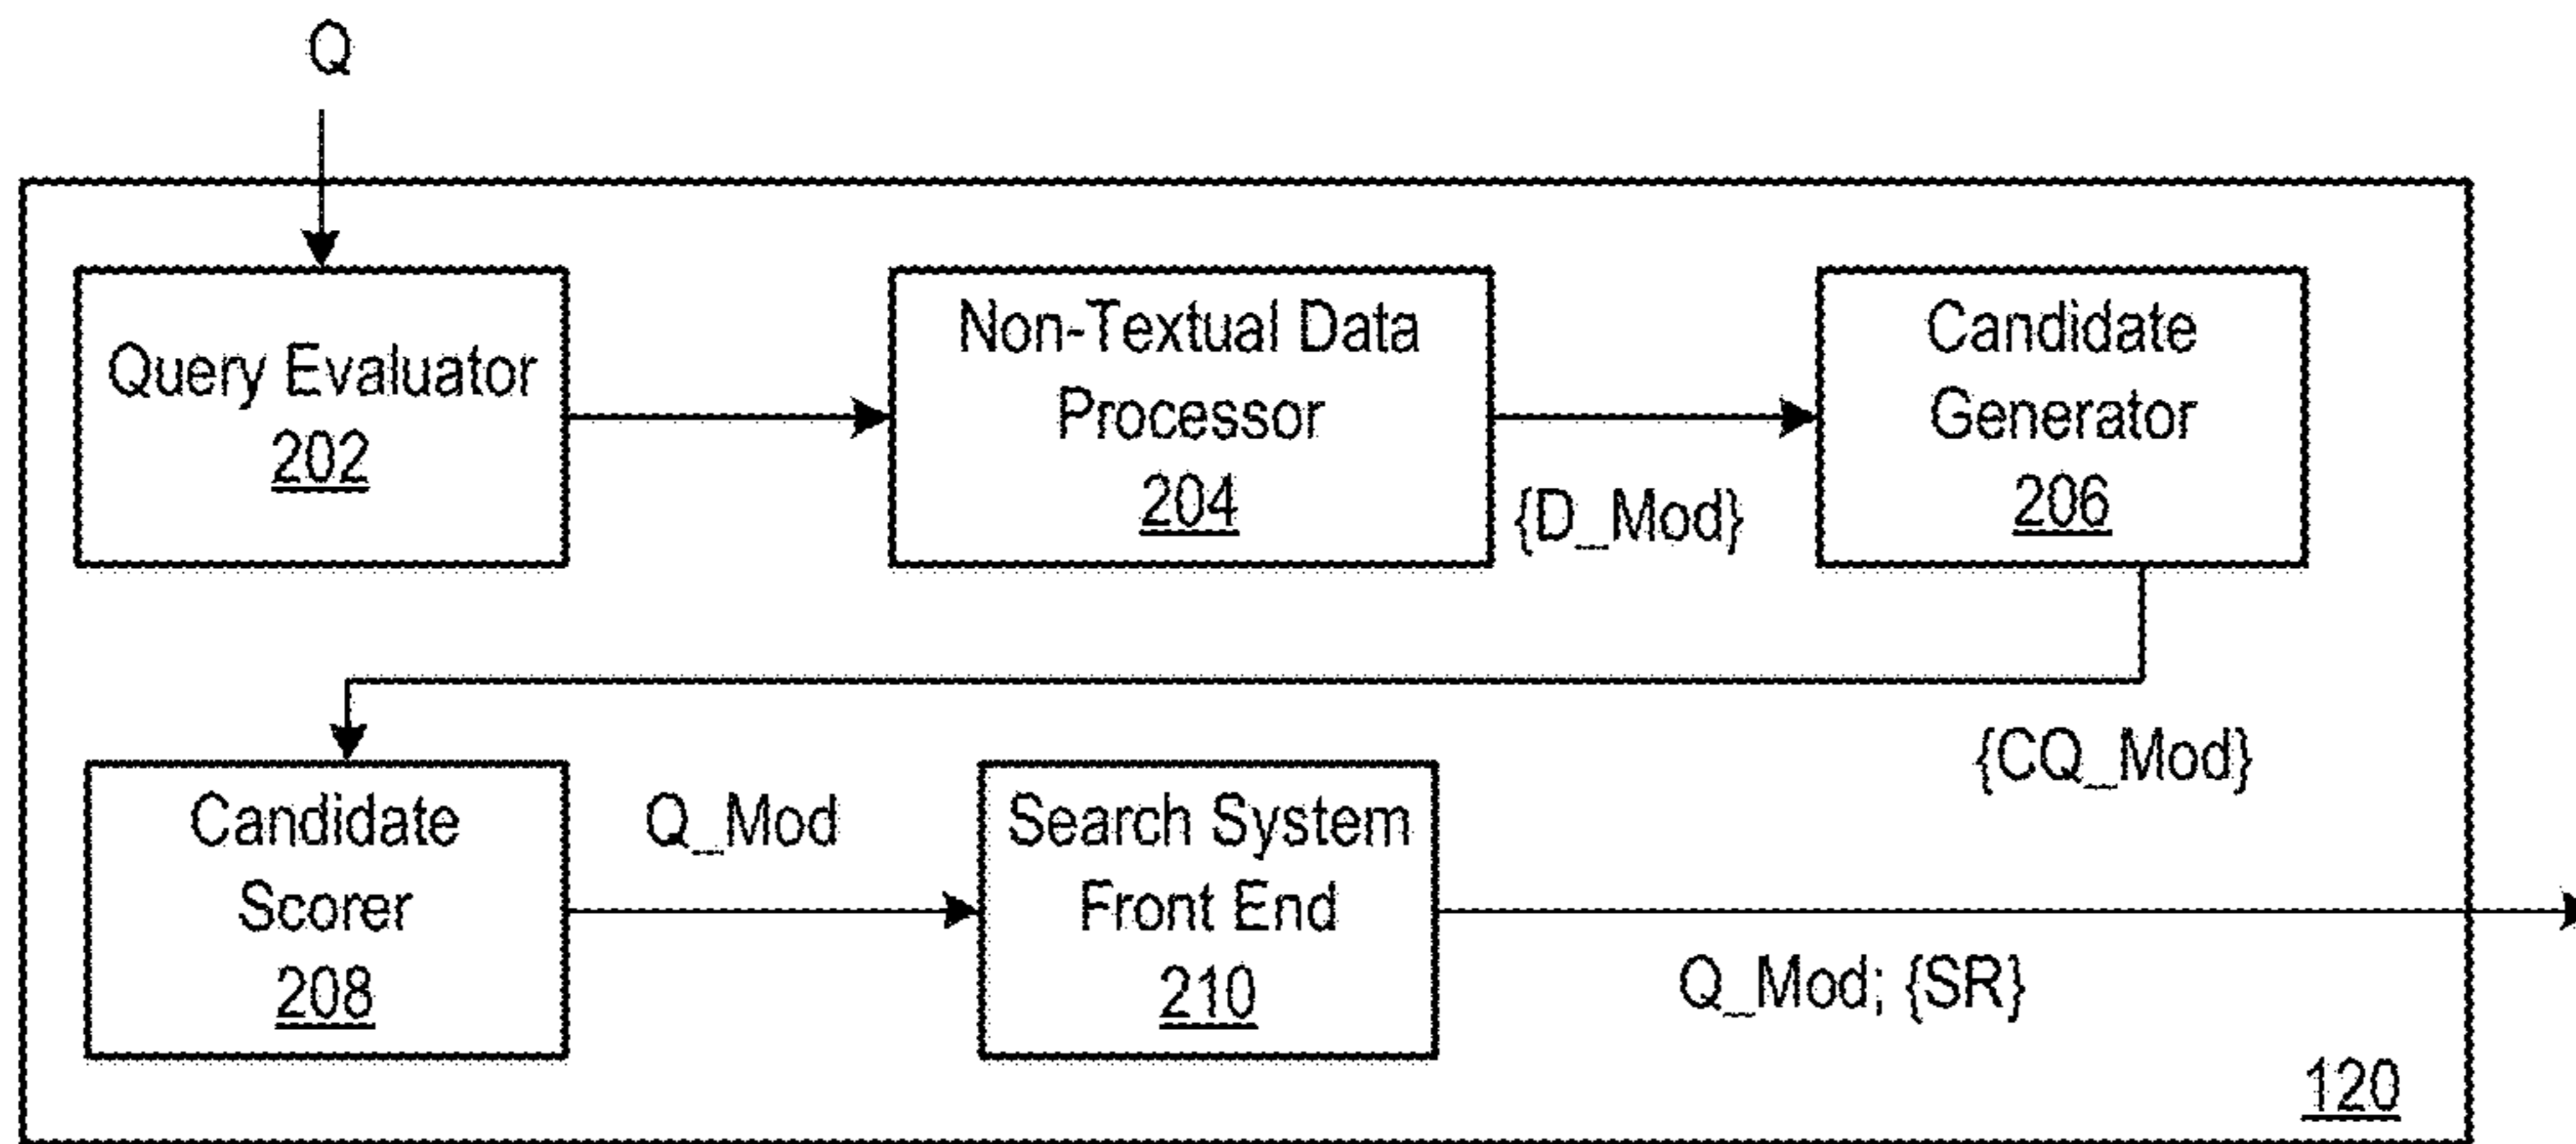 Q
Query Evaluator
202
Non-Textual Data
Processor
204
{D_Mod}
Candidate
Generator
206
{CQ_Mod}
Candidate
Scorer
208
Q_Mod
Search System
Front End
210
Q_Mod; {SR}
120